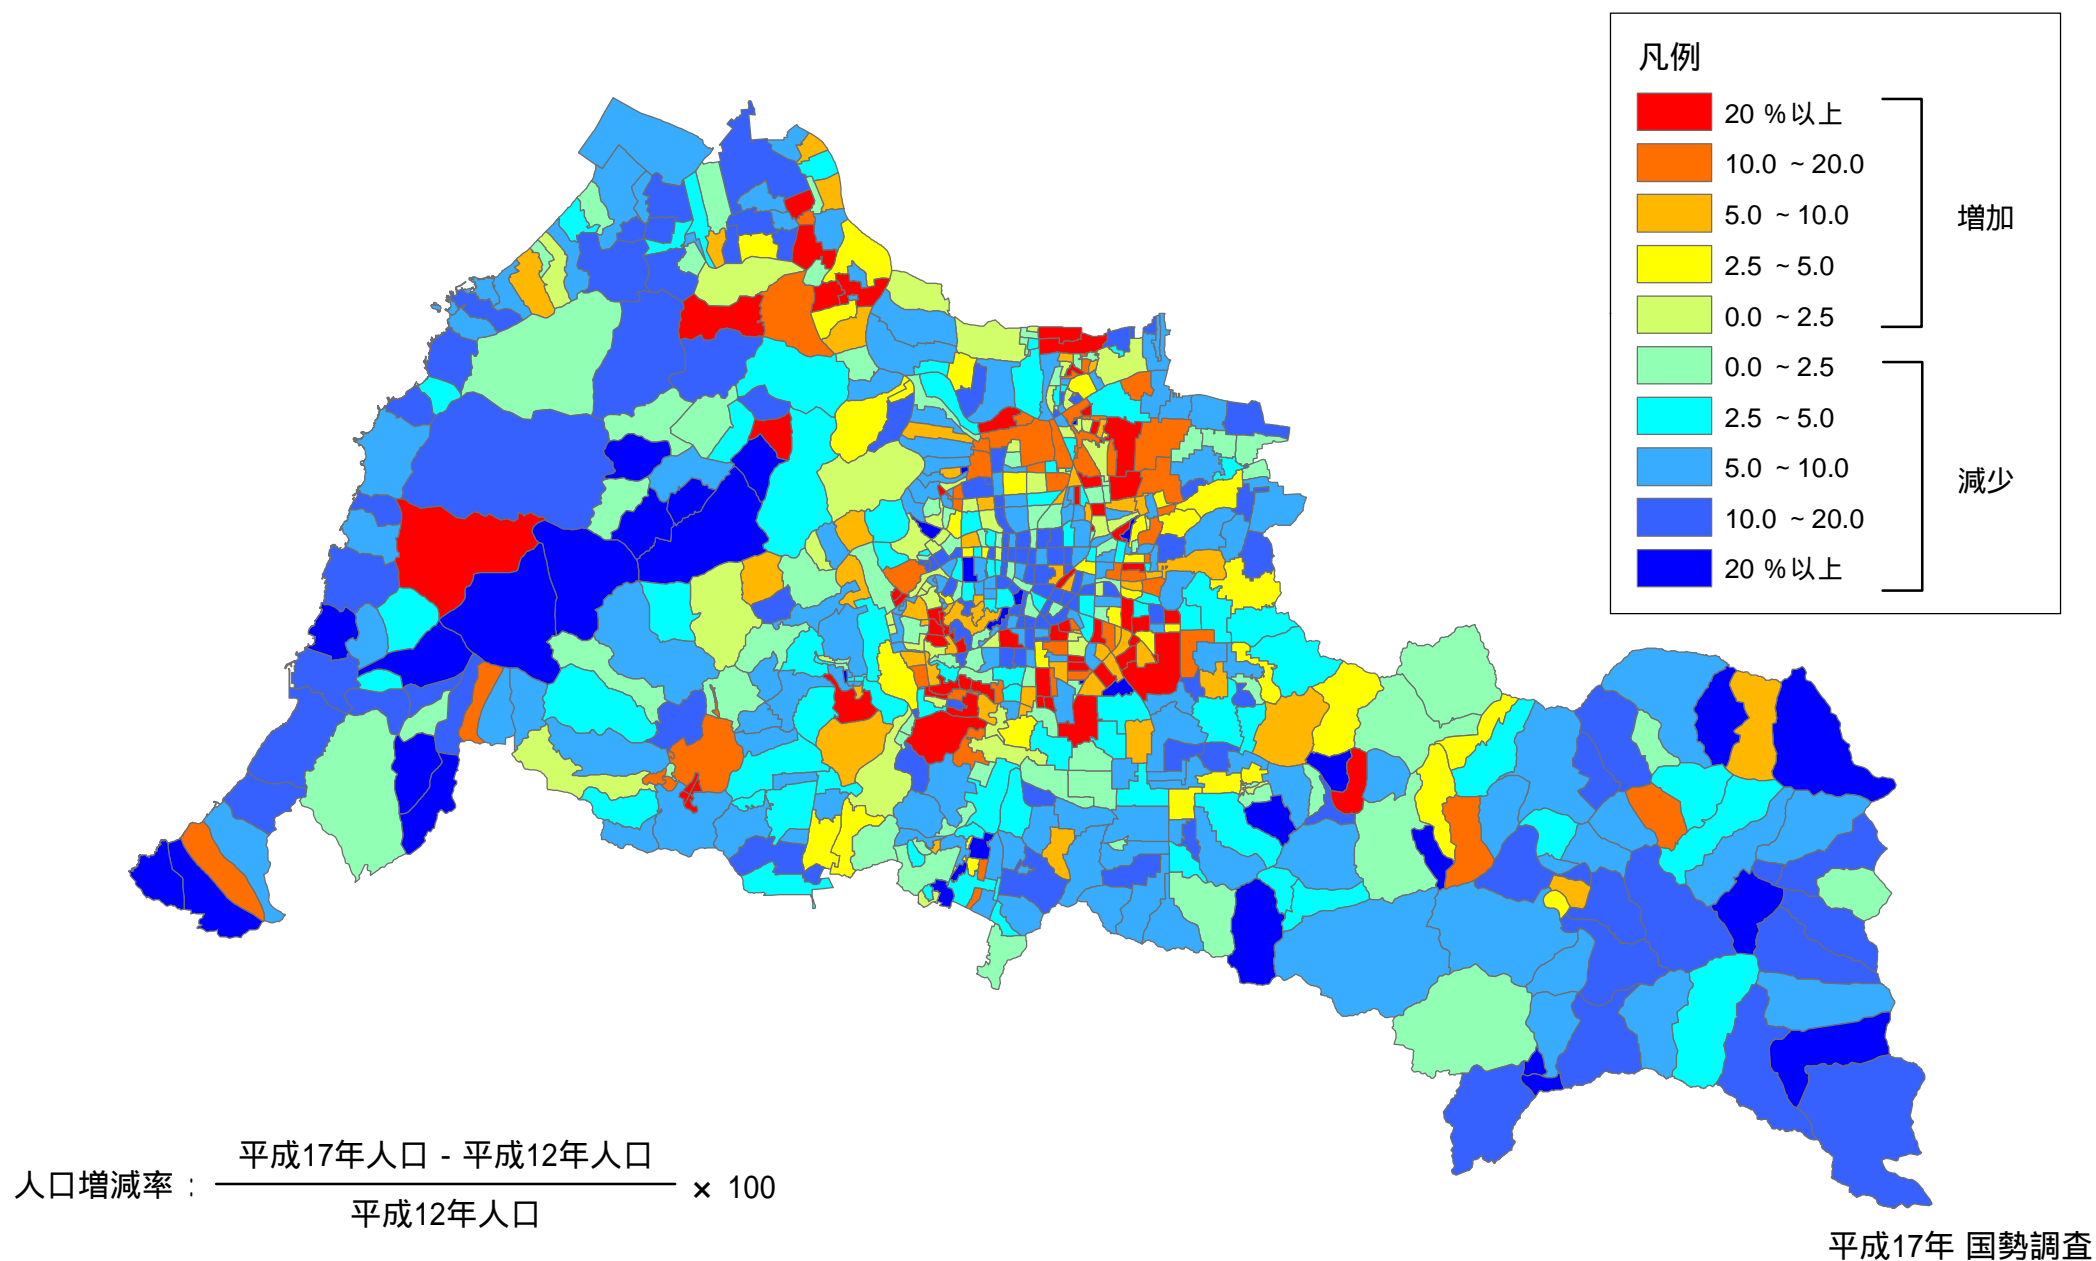 凡例
20 %以上
10.0 ~ 20.0
5.0 ~ 10.0
2.5 ~ 5.0
0.0 ~ 2.5
増加
0.0 ~ 2.5
2.5 ~ 5.0
5.0 ~ 10.0
10.0 ~ 20.0
20 %以上
減少
平成17年人口 - 平成12年人口
人口増減率 : × 100
平成12年人口
平成17年 国勢調査